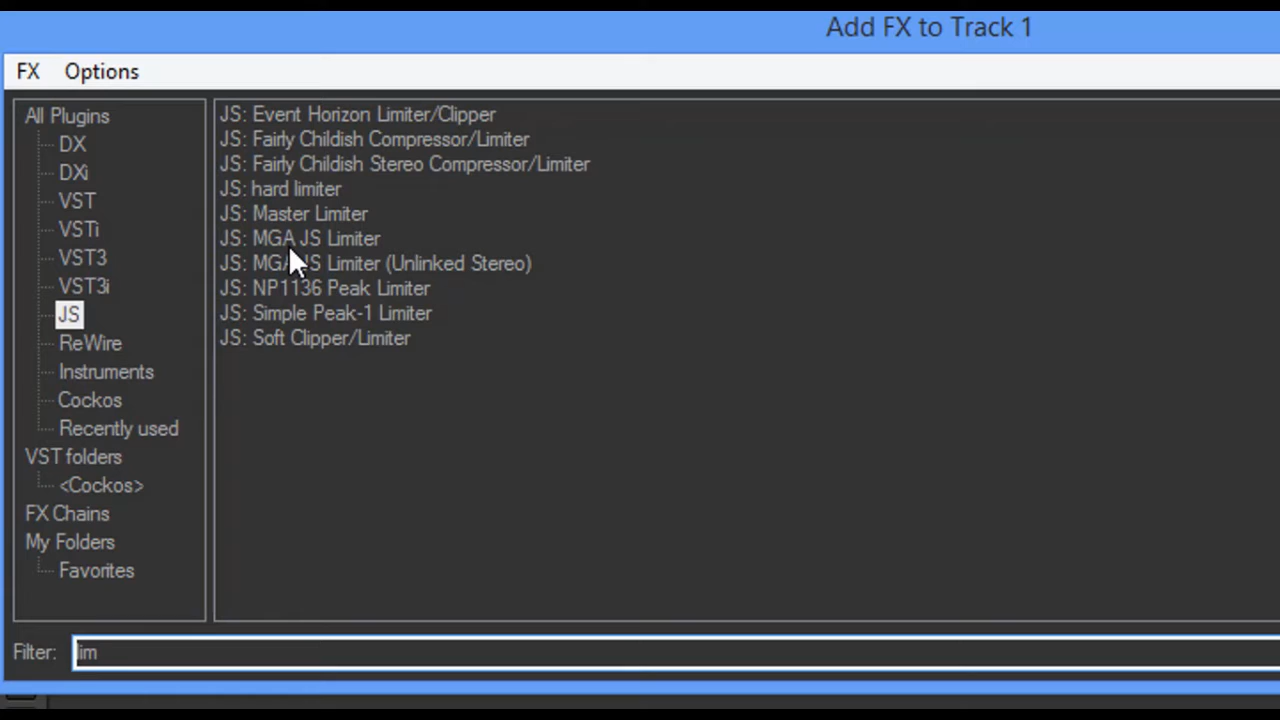 Add FX to Track 1
FX Options
All Plugins
DX
DXi
VST
VSTi
VST3
VST3i
JS
ReWire
Instruments
Cockos
Recently used
VST folders
<Cockos>
FX Chains
My Folders
Favorites
JS: Event Horizon Limiter/Clipper
JS: Fairly Childish Compressor/Limiter
JS: Fairly Childish Stereo Compressor/Limiter
JS: hard limiter
JS: Master Limiter
JS: MGA JS Limiter
JS: MGA JS Limiter (Unlinked Stereo)
JS: NP1136 Peak Limiter
JS: Simple Peak-1 Limiter
JS: Soft Clipper/Limiter
Filter: lim